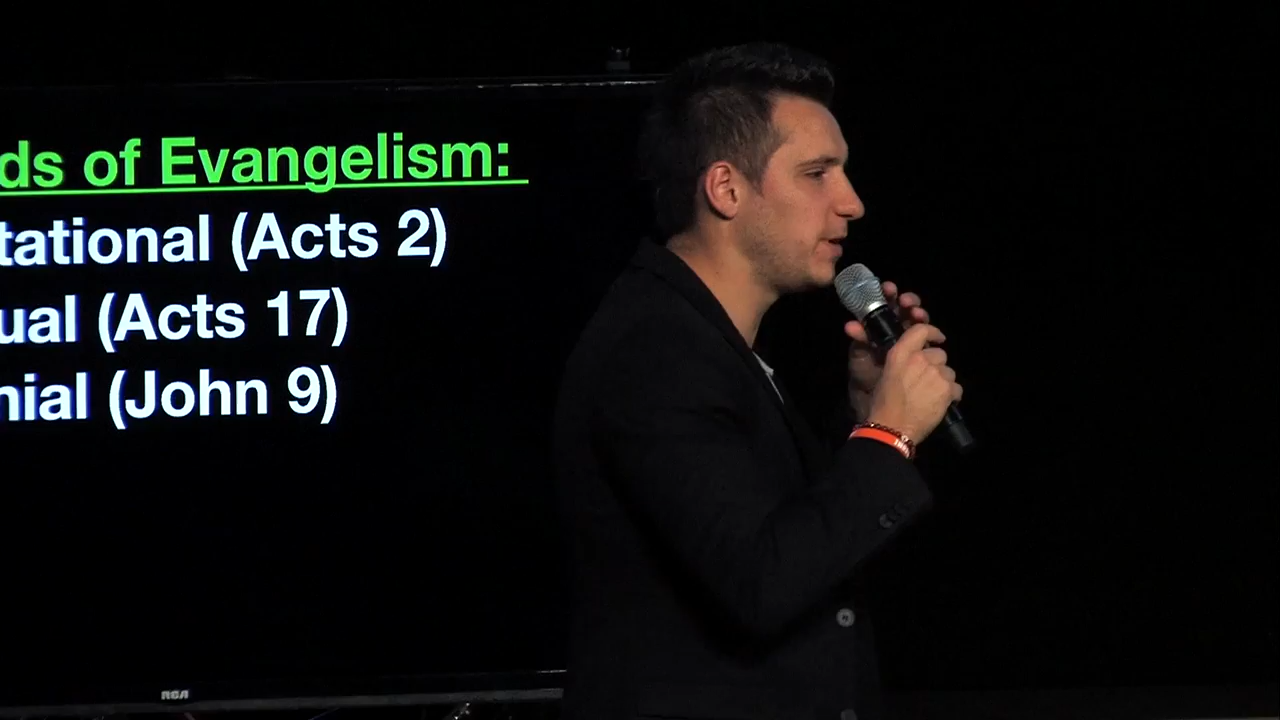 ds of Evangelism:
tational (Acts 2)
ual (Acts 17)
nial (John 9)
RCA